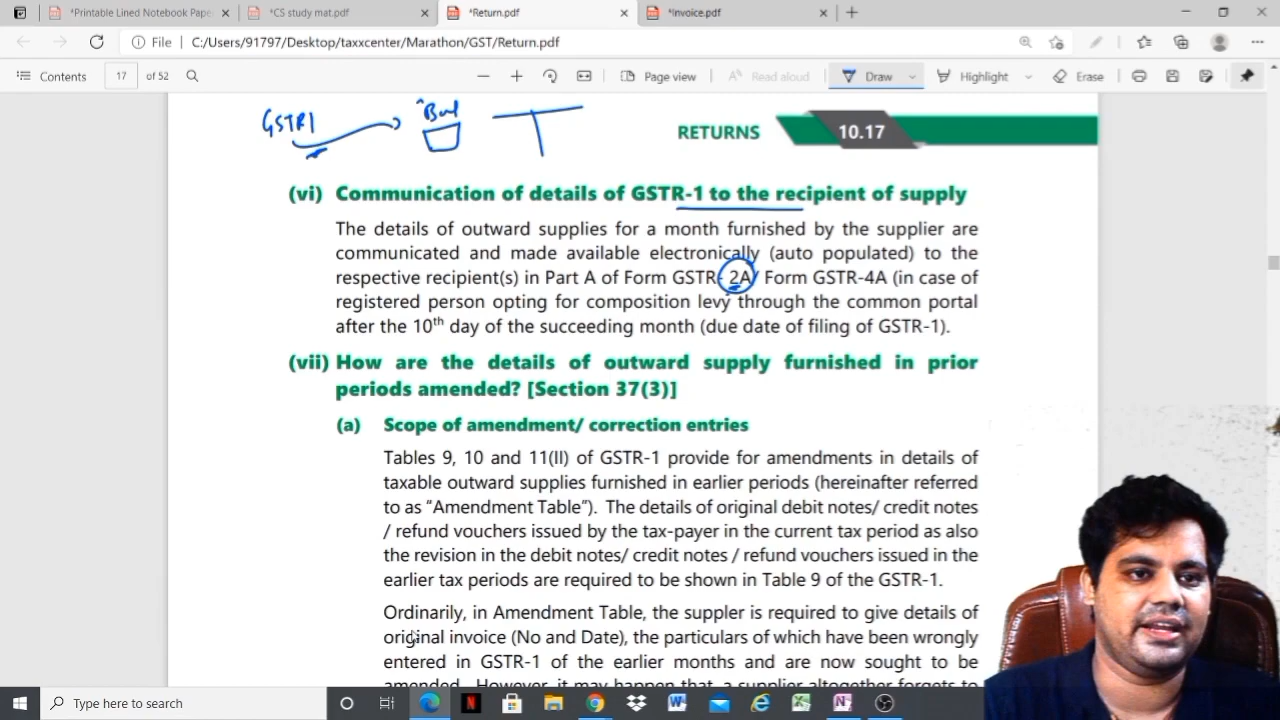 *Printable Lined Notebook Pape
*CS study mat.pdf
*Return.pdf
*Invoice.pdf
File C:/Users/91797/Desktop/taxxcenter/Marathon/GST/Return.pdf
Contents 17 of 52 Page view Read aloud Draw Highlight Erase
GSTR1
RETURNS 10.17
(vi) Communication of details of GSTR-1 to the recipient of supply
The details of outward supplies for a month furnished by the supplier are
communicated and made available electronically (auto populated) to the
respective recipient(s) in Part A of Form GSTR- 2A/ Form GSTR-4A (in case of
registered person opting for composition levy through the common portal
after the 10th day of the succeeding month (due date of filing of GSTR-1).
(vii) How are the details of outward supply furnished in prior
periods amended? [Section 37(3)]
(a) Scope of amendment/ correction entries
Tables 9, 10 and 11(II) of GSTR-1 provide for amendments in details of
taxable outward supplies furnished in earlier periods (hereinafter referred
to as “Amendment Table”). The details of original debit notes/ credit notes
/ refund vouchers issued by the tax-payer in the current tax period as also
the revision in the debit notes/ credit notes / refund vouchers issued in the
earlier tax periods are required to be shown in Table 9 of the GSTR-1.
Ordinarily, in Amendment Table, the suppler is required to give details of
original invoice (No and Date), the particulars of which have been wrongly
entered in GSTR-1 of the earlier months and are now sought to be
amended. However, it may happen that a supplier altogether forgets to
Type here to search